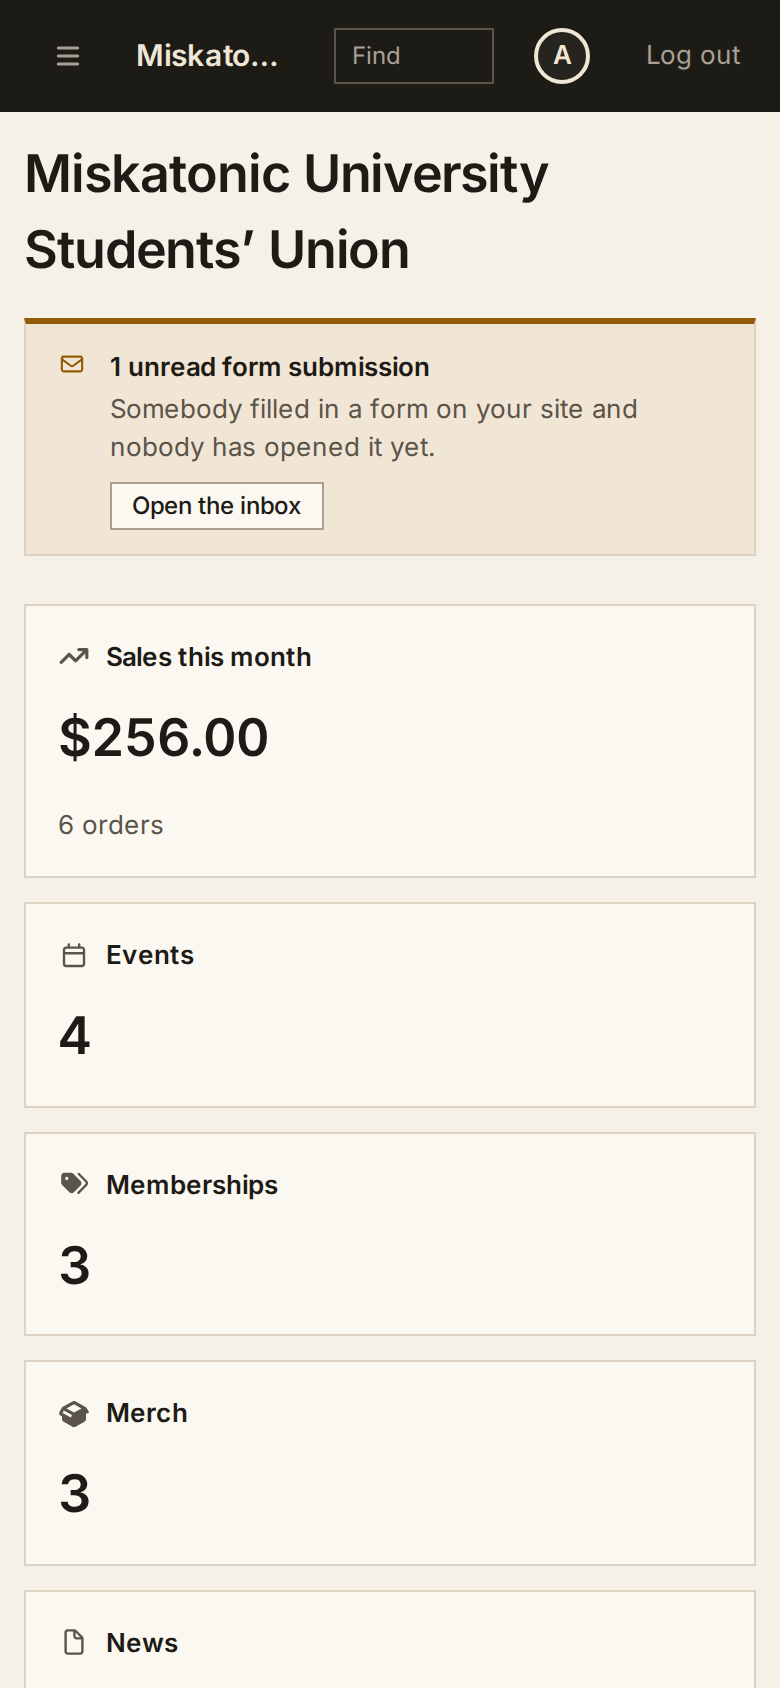 Miskato...
Find
A
Log out
Miskatonic University
Students’ Union
1 unread form submission
Somebody filled in a form on your site and
nobody has opened it yet.
Open the inbox
Sales this month
$256.00
6 orders
Events
4
Memberships
3
Merch
3
News